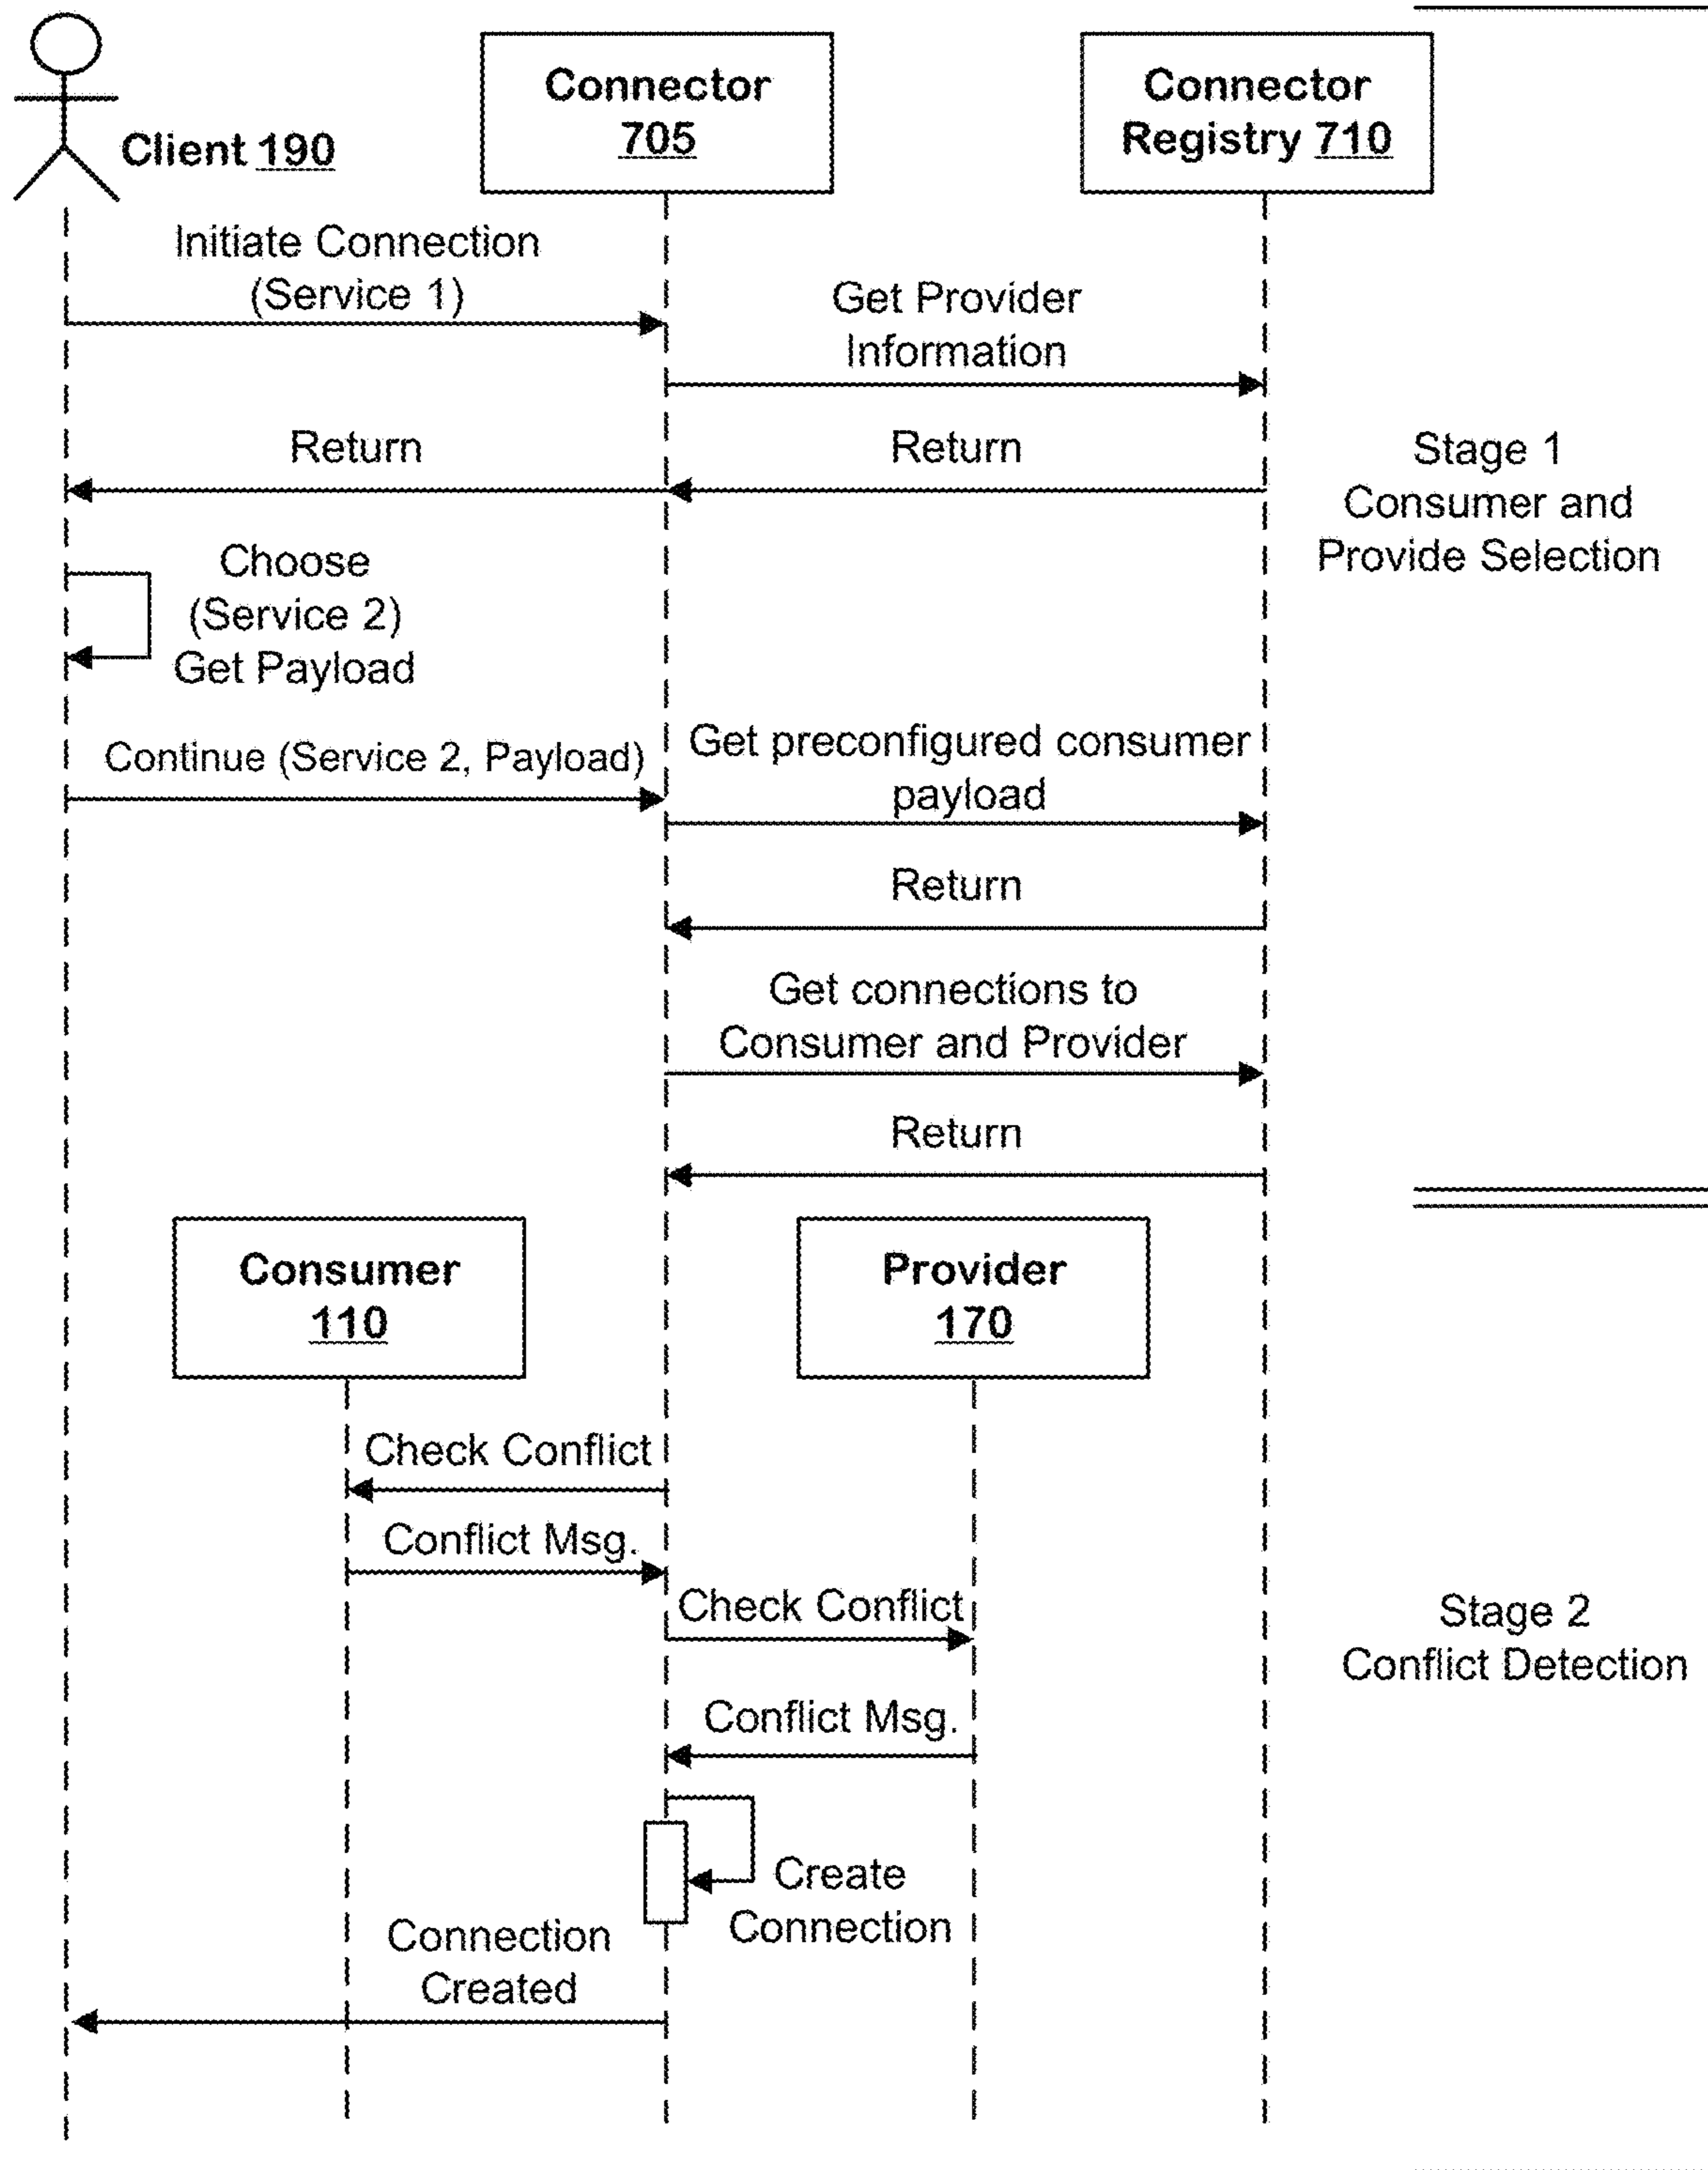 Client 190
Connector
705
Connector
Registry 710
Initiate Connection
(Service 1)
Get Provider
Information
Return
Return
Stage 1
Consumer and
Provide Selection
Choose
(Service 2)
Get Payload
Continue (Service 2, Payload)
Get preconfigured consumer
payload
Return
Get connections to
Consumer and Provider
Return
Consumer
110
Provider
170
Check Conflict
Conflict Msg.
Check Conflict
Stage 2
Conflict Detection
Conflict Msg.
Create
Connection
Connection
Created